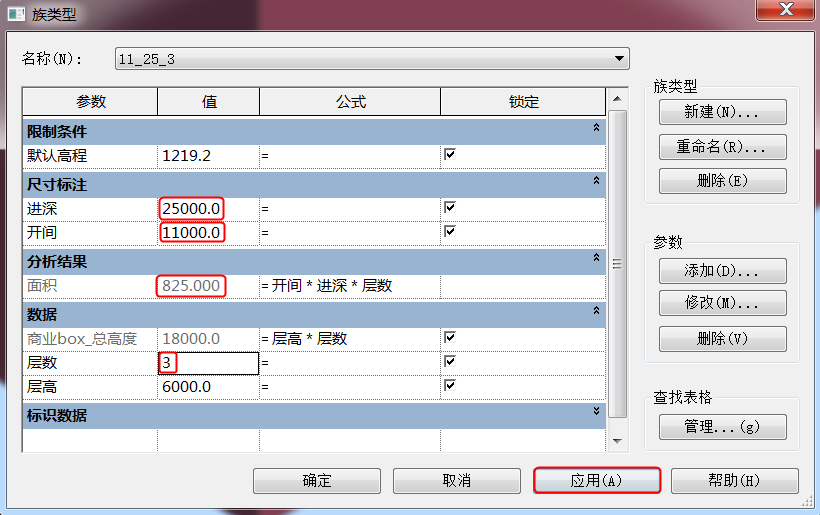 族类型
名称(N): 11_25_3
参数 值 公式 锁定
限制条件
默认高程 1219.2 =
尺寸标注
进深 25000.0 =
开间 11000.0 =
分析结果
面积 825.000 = 开间 * 进深 * 层数
数据
商业box_总高度 18000.0 = 层高 * 层数
层数 3 =
层高 6000.0 =
标识数据
族类型
新建(N)...
重命名(R)...
删除(E)
参数
添加(D)...
修改(M)...
删除(V)
查找表格
管理...(g)
确定 取消 应用(A) 帮助(H)